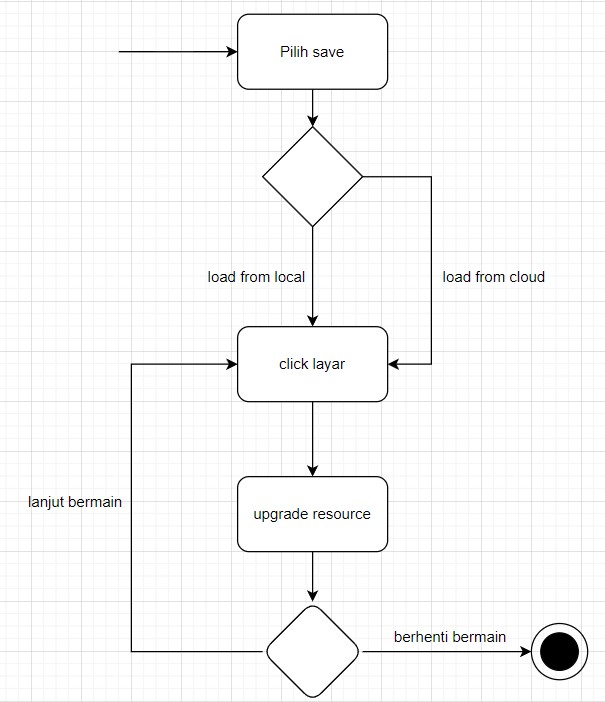 Pilih save
load from local
load from cloud
click layar
lanjut bermain
upgrade resource
berhenti bermain